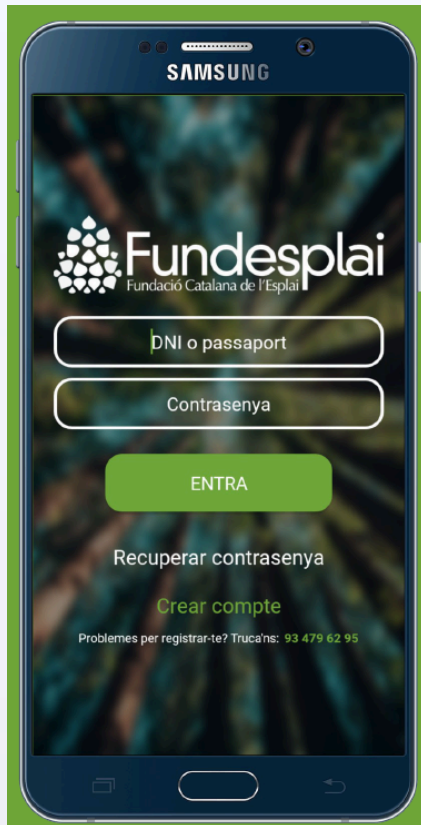 SAMSUNG
Fundesplai
Fundació Catalana de l'Esplai
DNI o passaport
Contrasenya
ENTRA
Recuperar contrasenya
Crear compte
Problemes per registrar-te? Truca'ns: 93 479 62 95